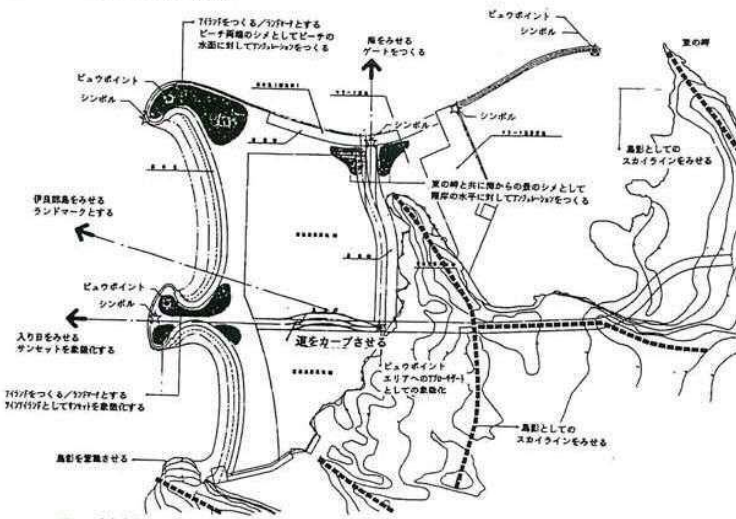 アイランドをつくる／ランドマークとする
ビーチ両端のシメとしてビーチの
水面に対してアンジュレーションをつくる
海をみせる
ゲートをつくる
ビュウポイント
シンボル
東の岬
ビュウポイント
シンボル
シンボル
シンボル
島影としての
スカイラインをみせる
東の岬と共に海からの景のシメとして
護岸の水平に対してアンジュレーションをつくる
伊良部島をみせる
ランドマークとする
ビュウポイント
シンボル
入り日をみせる
サンセットを象徴化する
道をカーブさせる
ビュウポイント
エリアへのアプローチゲート
としての象徴化
アイランドをつくる／ランドマークとする
ツインアイランドとしてサンセットを象徴化する
島影としての
スカイラインをみせる
島影を意識させる